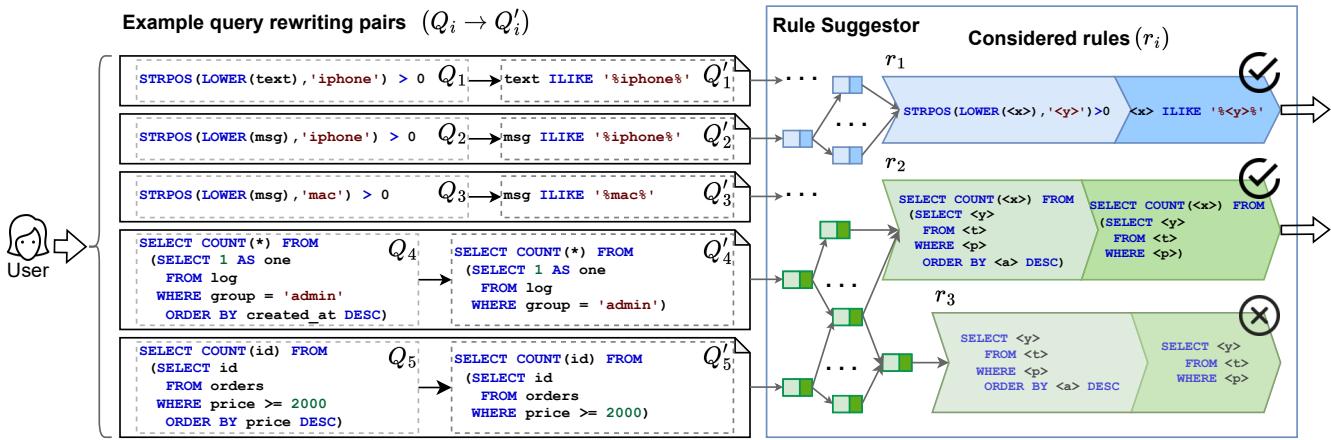 Example query rewriting pairs (Qi → Q'i)
Rule Suggestor
Considered rules (ri)
User
STRPOS(LOWER(text),'iphone') > 0 Q1
text ILIKE '%iphone%' Q'1
STRPOS(LOWER(msg),'iphone') > 0 Q2
msg ILIKE '%iphone%' Q'2
STRPOS(LOWER(msg),'mac') > 0 Q3
msg ILIKE '%mac%' Q'3
SELECT COUNT(*) FROM Q4
(SELECT 1 AS one
FROM log
WHERE group = 'admin'
ORDER BY created_at DESC)
SELECT COUNT(*) FROM Q'4
(SELECT 1 AS one
FROM log
WHERE group = 'admin')
SELECT COUNT(id) FROM Q5
(SELECT id
FROM orders
WHERE price >= 2000
ORDER BY price DESC)
SELECT COUNT(id) FROM Q'5
(SELECT id
FROM orders
WHERE price >= 2000)
...
...
...
...
...
r1
STRPOS(LOWER(<x>),'<y>')>0
<x> ILIKE '%<y>%'
r2
SELECT COUNT(<x>) FROM
(SELECT <y>
FROM <t>
WHERE <p>
ORDER BY <a> DESC)
SELECT COUNT(<x>) FROM
(SELECT <y>
FROM <t>
WHERE <p>)
r3
SELECT <y>
FROM <t>
WHERE <p>
ORDER BY <a> DESC
SELECT <y>
FROM <t>
WHERE <p>